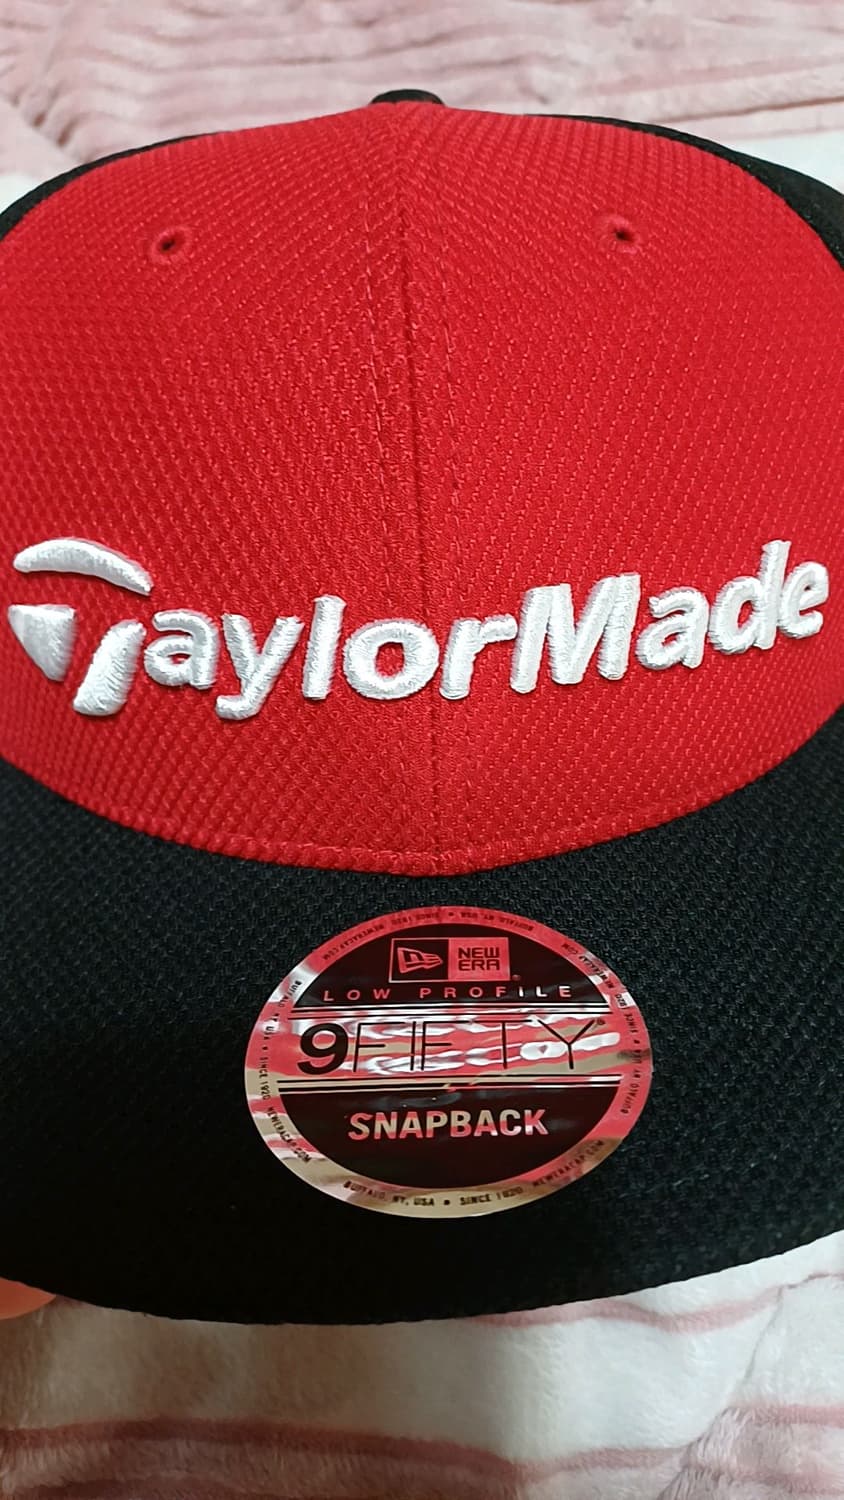 TaylorMade
NEW
ERA
LOW PROFILE
9FIFTY
SNAPBACK
BUFFALO, NY, USA • SINCE 1920 NEWERACAP.COM